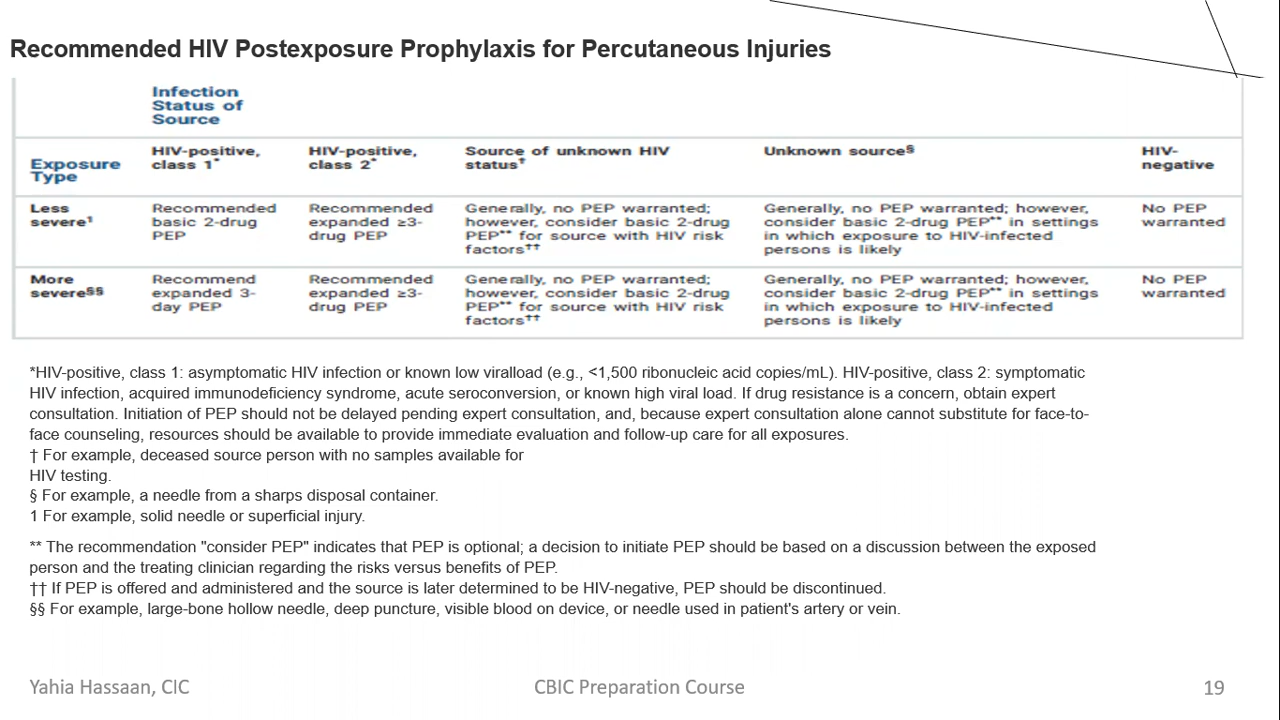 Recommended HIV Postexposure Prophylaxis for Percutaneous Injuries
Infection
Status of
Source
Exposure
Type
HIV-positive,
class 1*
HIV-positive,
class 2*
Source of unknown HIV
status†
Unknown source§
HIV-
negative
Less
severe¹
Recommended
basic 2-drug
PEP
Recommended
expanded ≥3-
drug PEP
Generally, no PEP warranted;
however, consider basic 2-drug
PEP** for source with HIV risk
factors††
Generally, no PEP warranted; however,
consider basic 2-drug PEP** in settings
in which exposure to HIV-infected
persons is likely
No PEP
warranted
More
severe§§
Recommend
expanded 3-
day PEP
Recommended
expanded ≥3-
drug PEP
Generally, no PEP warranted;
however, consider basic 2-drug
PEP** for source with HIV risk
factors††
Generally, no PEP warranted; however,
consider basic 2-drug PEP** in settings
in which exposure to HIV-infected
persons is likely
No PEP
warranted
*HIV-positive, class 1: asymptomatic HIV infection or known low viralload (e.g., <1,500 ribonucleic acid copies/mL). HIV-positive, class 2: symptomatic
HIV infection, acquired immunodeficiency syndrome, acute seroconversion, or known high viral load. If drug resistance is a concern, obtain expert
consultation. Initiation of PEP should not be delayed pending expert consultation, and, because expert consultation alone cannot substitute for face-to-
face counseling, resources should be available to provide immediate evaluation and follow-up care for all exposures.
† For example, deceased source person with no samples available for
HIV testing.
§ For example, a needle from a sharps disposal container.
1 For example, solid needle or superficial injury.
** The recommendation "consider PEP" indicates that PEP is optional; a decision to initiate PEP should be based on a discussion between the exposed
person and the treating clinician regarding the risks versus benefits of PEP.
†† If PEP is offered and administered and the source is later determined to be HIV-negative, PEP should be discontinued.
§§ For example, large-bone hollow needle, deep puncture, visible blood on device, or needle used in patient's artery or vein.
Yahia Hassaan, CIC
CBIC Preparation Course
19